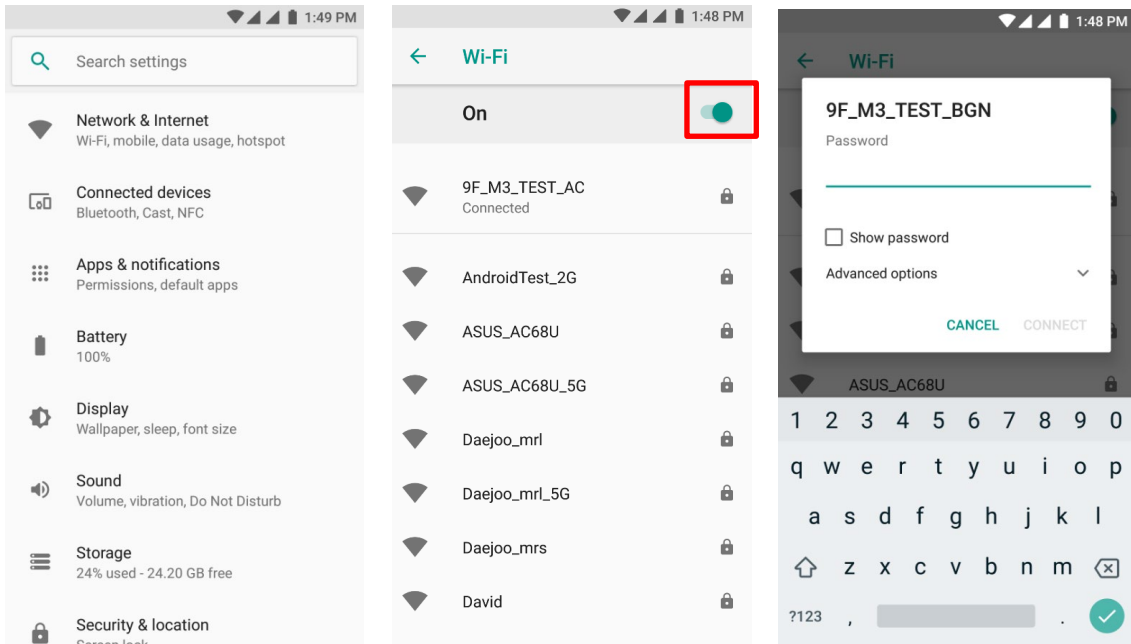 1:49 PM
Search settings
Network & Internet
Wi-Fi, mobile, data usage, hotspot
Connected devices
Bluetooth, Cast, NFC
Apps & notifications
Permissions, default apps
Battery
100%
Display
Wallpaper, sleep, font size
Sound
Volume, vibration, Do Not Disturb
Storage
24% used - 24.20 GB free
Security & location
Screen lock
1:48 PM
Wi-Fi
On
9F_M3_TEST_AC
Connected
AndroidTest_2G
ASUS_AC68U
ASUS_AC68U_5G
Daejoo_mrl
Daejoo_mrl_5G
Daejoo_mrs
David
1:48 PM
Wi-Fi
9F_M3_TEST_BGN
Password
Show password
Advanced options
CANCEL CONNECT
ASUS_AC68U
1 2 3 4 5 6 7 8 9 0
q w e r t y u i o p
a s d f g h j k l
z x c v b n m
?123 , .